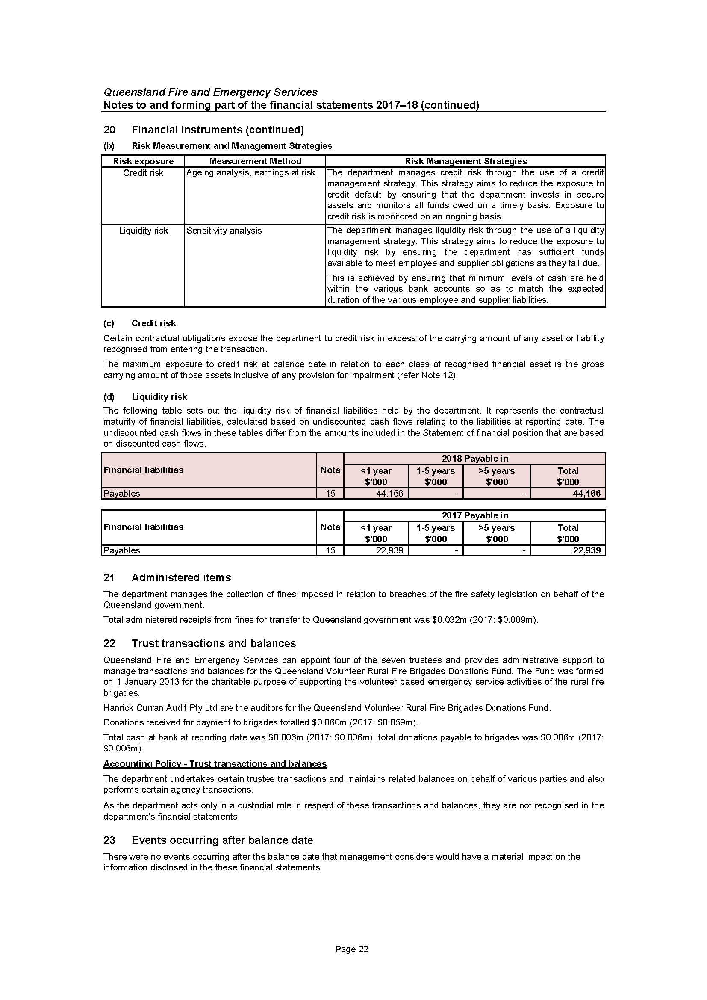 Queensland Fire and Emergency Services
Notes to and forming part of the financial statements 2017–18 (continued)
20 Financial instruments (continued)
(b) Risk Measurement and Management Strategies
Risk exposure Measurement Method Risk Management Strategies
Credit risk Ageing analysis, earnings at risk The department manages credit risk through the use of a credit
management strategy. This strategy aims to reduce the exposure to
credit default by ensuring that the department invests in secure
assets and monitors all funds owed on a timely basis. Exposure to
credit risk is monitored on an ongoing basis.
Liquidity risk Sensitivity analysis The department manages liquidity risk through the use of a liquidity
management strategy. This strategy aims to reduce the exposure to
liquidity risk by ensuring the department has sufficient funds
available to meet employee and supplier obligations as they fall due.
This is achieved by ensuring that minimum levels of cash are held
within the various bank accounts so as to match the expected
duration of the various employee and supplier liabilities.
(c) Credit risk
Certain contractual obligations expose the department to credit risk in excess of the carrying amount of any asset or liability
recognised from entering the transaction.
The maximum exposure to credit risk at balance date in relation to each class of recognised financial asset is the gross
carrying amount of those assets inclusive of any provision for impairment (refer Note 12).
(d) Liquidity risk
The following table sets out the liquidity risk of financial liabilities held by the department. It represents the contractual
maturity of financial liabilities, calculated based on undiscounted cash flows relating to the liabilities at reporting date. The
undiscounted cash flows in these tables differ from the amounts included in the Statement of financial position that are based
on discounted cash flows.
2018 Payable in
Financial liabilities Note <1 year 1-5 years >5 years Total
$'000 $'000 $'000 $'000
Payables 15 44,166 - - 44,166
2017 Payable in
Financial liabilities Note <1 year 1-5 years >5 years Total
$'000 $'000 $'000 $'000
Payables 15 22,939 - - 22,939
21 Administered items
The department manages the collection of fines imposed in relation to breaches of the fire safety legislation on behalf of the
Queensland government.
Total administered receipts from fines for transfer to Queensland government was $0.032m (2017: $0.009m).
22 Trust transactions and balances
Queensland Fire and Emergency Services can appoint four of the seven trustees and provides administrative support to
manage transactions and balances for the Queensland Volunteer Rural Fire Brigades Donations Fund. The Fund was formed
on 1 January 2013 for the charitable purpose of supporting the volunteer based emergency service activities of the rural fire
brigades.
Hanrick Curran Audit Pty Ltd are the auditors for the Queensland Volunteer Rural Fire Brigades Donations Fund.
Donations received for payment to brigades totalled $0.060m (2017: $0.059m).
Total cash at bank at reporting date was $0.006m (2017: $0.006m), total donations payable to brigades was $0.006m (2017:
$0.006m).
Accounting Policy - Trust transactions and balances
The department undertakes certain trustee transactions and maintains related balances on behalf of various parties and also
performs certain agency transactions.
As the department acts only in a custodial role in respect of these transactions and balances, they are not recognised in the
department's financial statements.
23 Events occurring after balance date
There were no events occurring after the balance date that management considers would have a material impact on the
information disclosed in the these financial statements.
Page 22